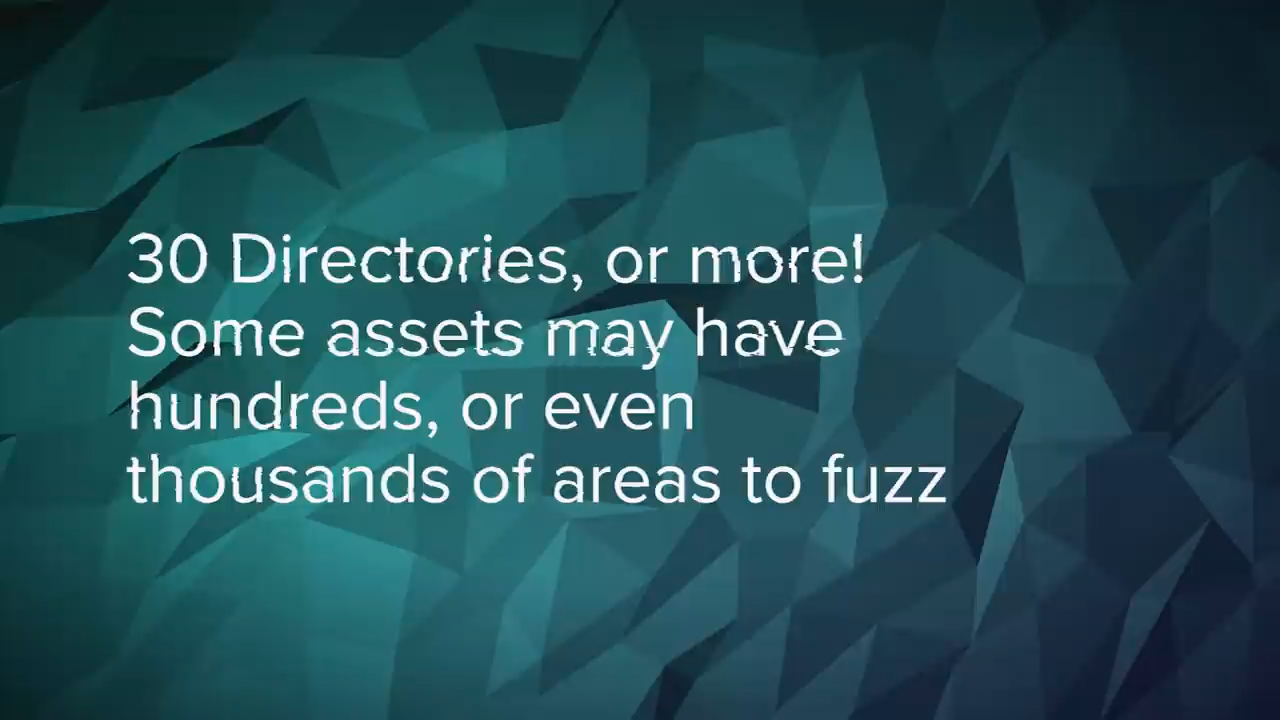 30 Directories, or more!
Some assets may have
hundreds, or even
thousands of areas to fuzz